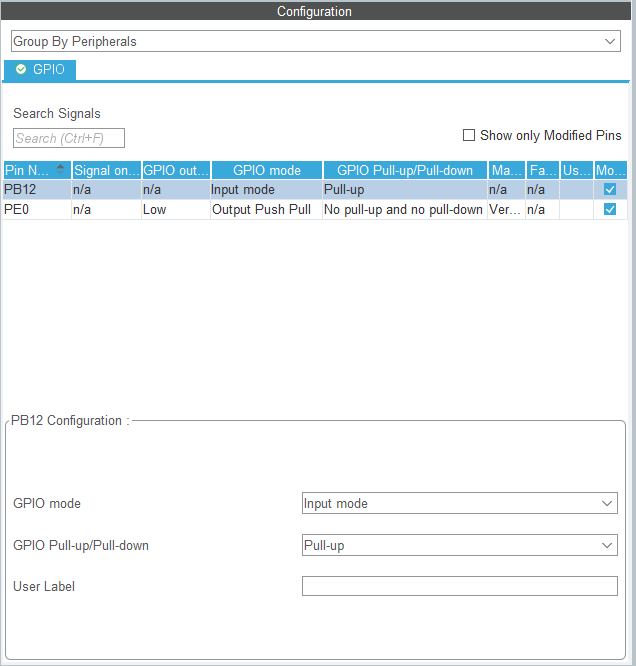 Configuration
Group By Peripherals
GPIO
Search Signals
Search (Ctrl+F)
Show only Modified Pins
Pin N... Signal on... GPIO out... GPIO mode GPIO Pull-up/Pull-down Ma... Fa... Us... Mo...
PB12 n/a n/a Input mode Pull-up n/a n/a
PE0 n/a Low Output Push Pull No pull-up and no pull-down Ver... n/a
PB12 Configuration :
GPIO mode Input mode
GPIO Pull-up/Pull-down Pull-up
User Label